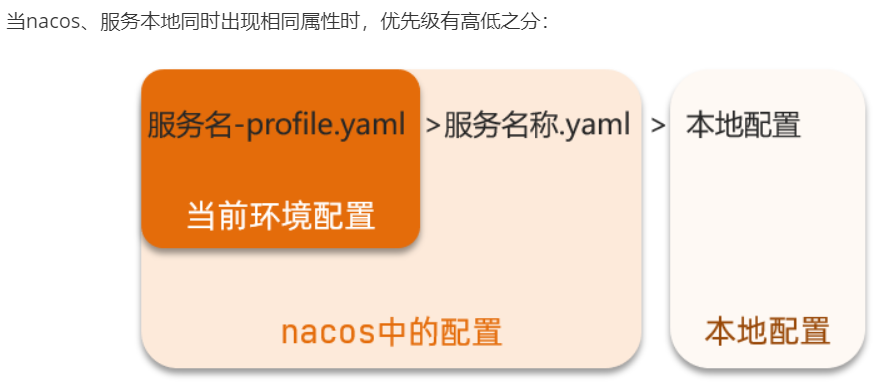 当nacos、服务本地同时出现相同属性时，优先级有高低之分：
服务名-profile.yaml >服务名称.yaml > 本地配置
当前环境配置
nacos中的配置 本地配置